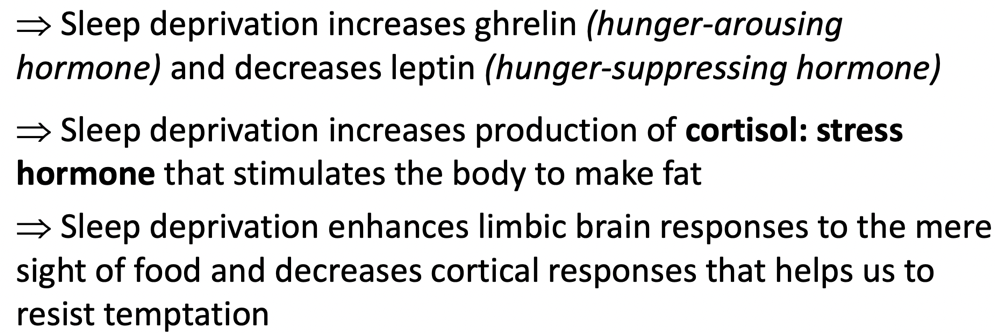 ⇒ Sleep deprivation increases ghrelin (hunger-arousing
hormone) and decreases leptin (hunger-suppressing hormone)
⇒ Sleep deprivation increases production of cortisol: stress
hormone that stimulates the body to make fat
⇒ Sleep deprivation enhances limbic brain responses to the mere
sight of food and decreases cortical responses that helps us to
resist temptation